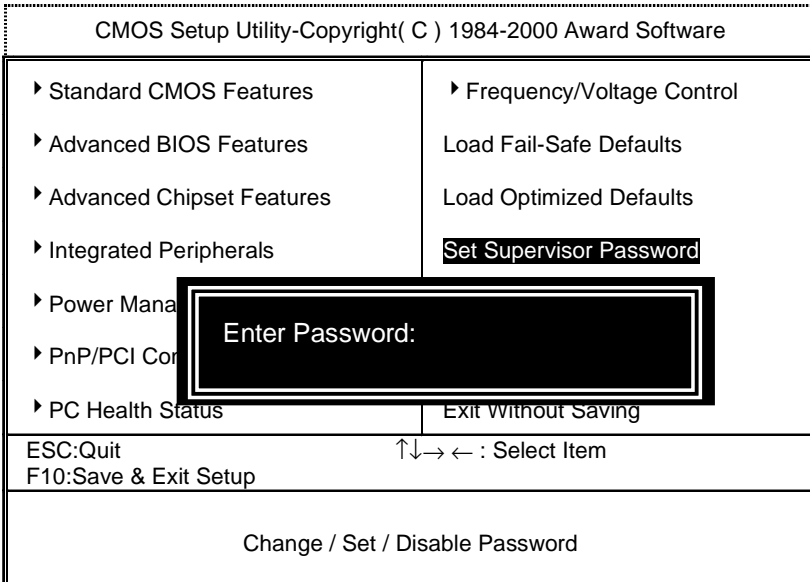 CMOS Setup Utility-Copyright( C ) 1984-2000 Award Software
Standard CMOS Features
Advanced BIOS Features
Advanced Chipset Features
Integrated Peripherals
Power Mana
PnP/PCI Con
PC Health Status
Frequency/Voltage Control
Load Fail-Safe Defaults
Load Optimized Defaults
Set Supervisor Password
Exit Without Saving
Enter Password:
ESC:Quit ↑↓→ ← : Select Item
F10:Save & Exit Setup
Change / Set / Disable Password